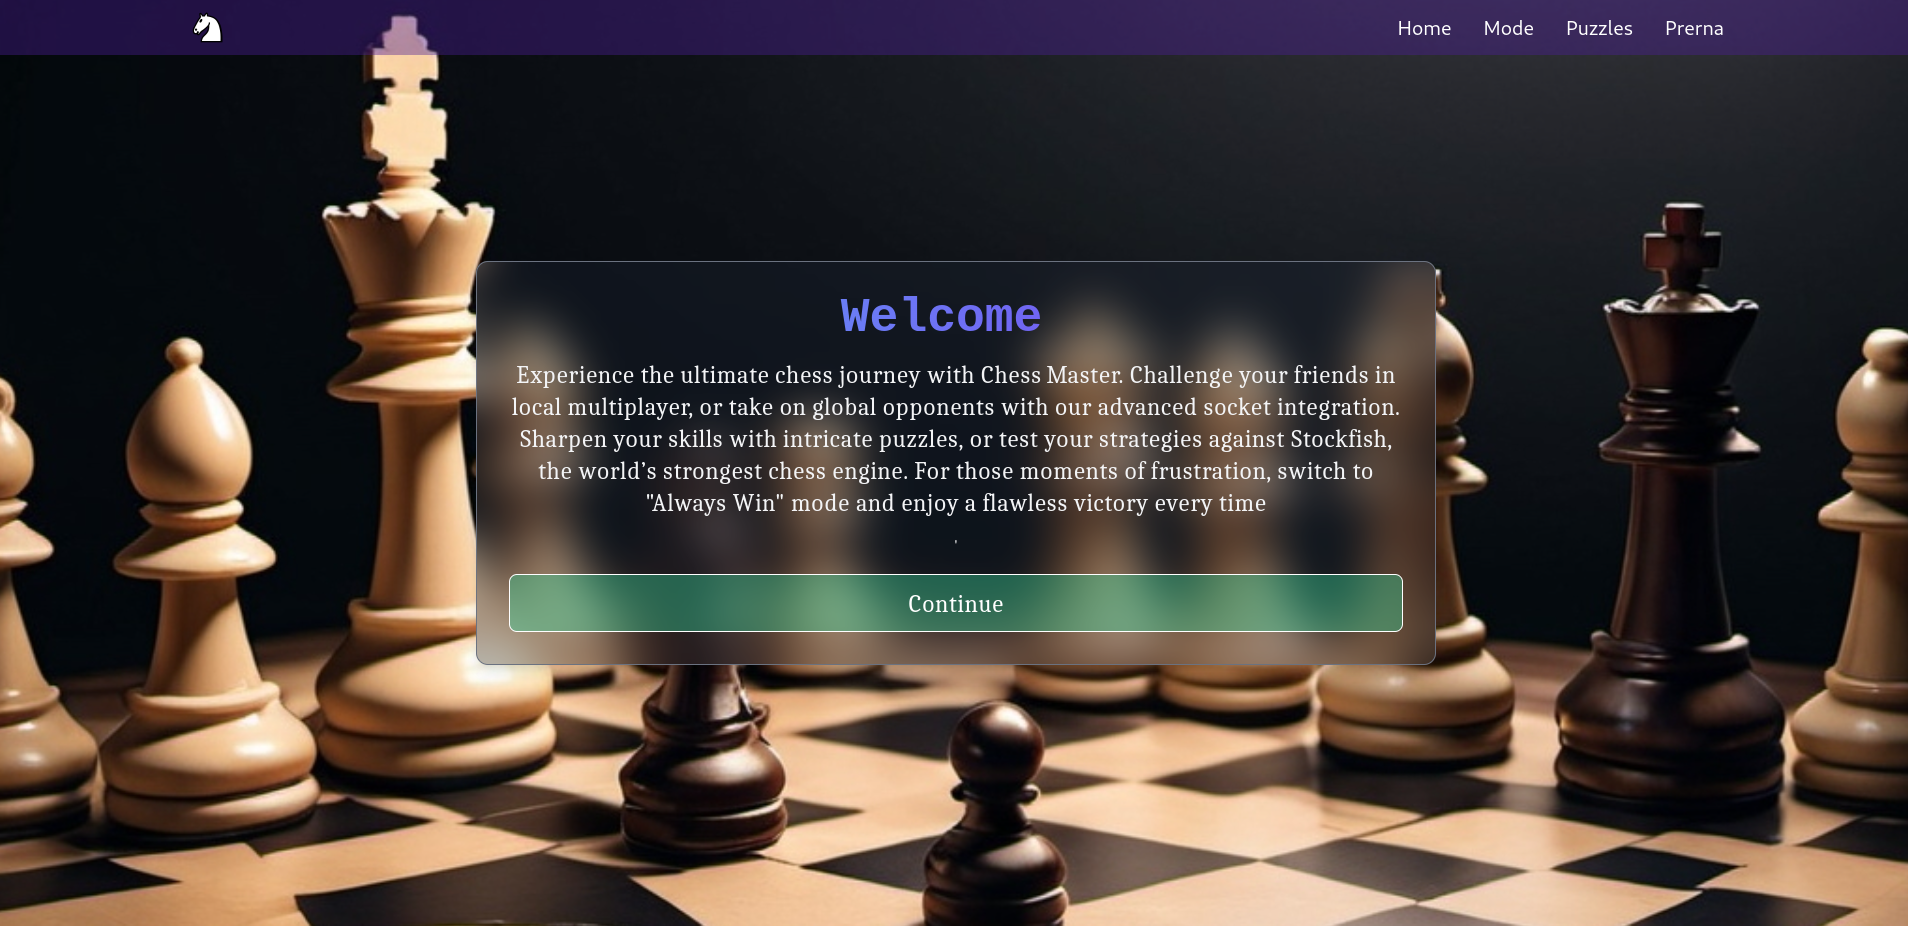 Home Mode Puzzles Prerna
Welcome
Experience the ultimate chess journey with Chess Master. Challenge your friends in
local multiplayer, or take on global opponents with our advanced socket integration.
Sharpen your skills with intricate puzzles, or test your strategies against Stockfish,
the world’s strongest chess engine. For those moments of frustration, switch to
"Always Win" mode and enjoy a flawless victory every time
'
Continue